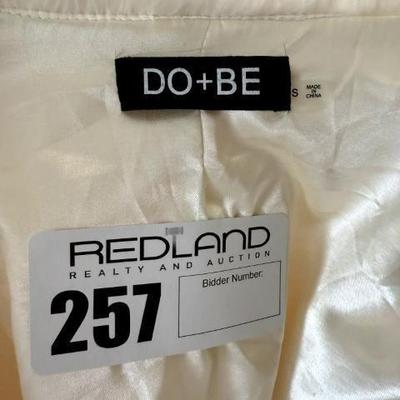 DO+BE
S
MADE
IN
CHINA
REDLAND
REALTY AND AUCTION
257
Bidder Number: